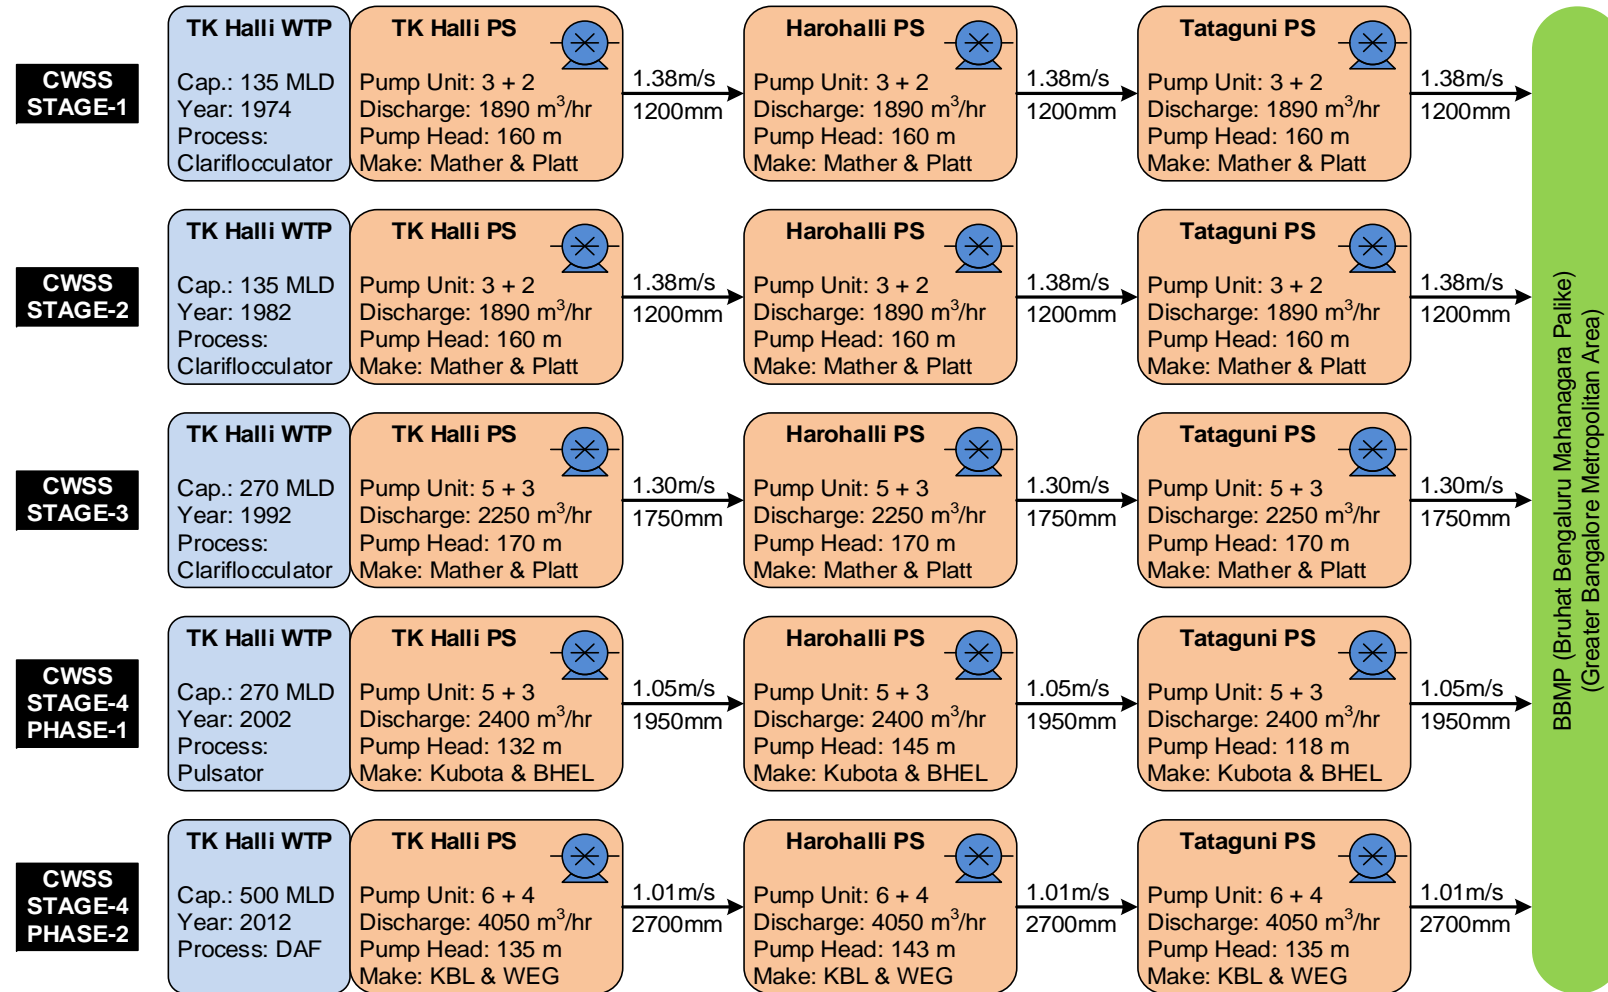 CWSS
STAGE-1
TK Halli WTP
Cap.: 135 MLD
Year: 1974
Process:
Clariflocculator
TK Halli PS
Pump Unit: 3 + 2
Discharge: 1890 m³/hr
Pump Head: 160 m
Make: Mather & Platt
1.38m/s
1200mm
Harohalli PS
Pump Unit: 3 + 2
Discharge: 1890 m³/hr
Pump Head: 160 m
Make: Mather & Platt
1.38m/s
1200mm
Tataguni PS
Pump Unit: 3 + 2
Discharge: 1890 m³/hr
Pump Head: 160 m
Make: Mather & Platt
1.38m/s
1200mm
CWSS
STAGE-2
TK Halli WTP
Cap.: 135 MLD
Year: 1982
Process:
Clariflocculator
TK Halli PS
Pump Unit: 3 + 2
Discharge: 1890 m³/hr
Pump Head: 160 m
Make: Mather & Platt
1.38m/s
1200mm
Harohalli PS
Pump Unit: 3 + 2
Discharge: 1890 m³/hr
Pump Head: 160 m
Make: Mather & Platt
1.38m/s
1200mm
Tataguni PS
Pump Unit: 3 + 2
Discharge: 1890 m³/hr
Pump Head: 160 m
Make: Mather & Platt
1.38m/s
1200mm
CWSS
STAGE-3
TK Halli WTP
Cap.: 270 MLD
Year: 1992
Process:
Clariflocculator
TK Halli PS
Pump Unit: 5 + 3
Discharge: 2250 m³/hr
Pump Head: 170 m
Make: Mather & Platt
1.30m/s
1750mm
Harohalli PS
Pump Unit: 5 + 3
Discharge: 2250 m³/hr
Pump Head: 170 m
Make: Mather & Platt
1.30m/s
1750mm
Tataguni PS
Pump Unit: 5 + 3
Discharge: 2250 m³/hr
Pump Head: 170 m
Make: Mather & Platt
1.30m/s
1750mm
CWSS
STAGE-4
PHASE-1
TK Halli WTP
Cap.: 270 MLD
Year: 2002
Process:
Pulsator
TK Halli PS
Pump Unit: 5 + 3
Discharge: 2400 m³/hr
Pump Head: 132 m
Make: Kubota & BHEL
1.05m/s
1950mm
Harohalli PS
Pump Unit: 5 + 3
Discharge: 2400 m³/hr
Pump Head: 145 m
Make: Kubota & BHEL
1.05m/s
1950mm
Tataguni PS
Pump Unit: 5 + 3
Discharge: 2400 m³/hr
Pump Head: 118 m
Make: Kubota & BHEL
1.05m/s
1950mm
CWSS
STAGE-4
PHASE-2
TK Halli WTP
Cap.: 500 MLD
Year: 2012
Process: DAF
TK Halli PS
Pump Unit: 6 + 4
Discharge: 4050 m³/hr
Pump Head: 135 m
Make: KBL & WEG
1.01m/s
2700mm
Harohalli PS
Pump Unit: 6 + 4
Discharge: 4050 m³/hr
Pump Head: 143 m
Make: KBL & WEG
1.01m/s
2700mm
Tataguni PS
Pump Unit: 6 + 4
Discharge: 4050 m³/hr
Pump Head: 135 m
Make: KBL & WEG
1.01m/s
2700mm
BBMP (Bruhat Bengaluru Mahanagara Palike)
(Greater Bangalore Metropolitan Area)